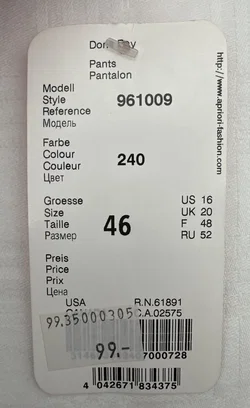 Pants
Pantalon
http://www.apriori-fashion.com
Modell
Style 961009
Reference
Модель
Farbe
Colour 240
Couleur
Цвет
Groesse US 16
Size UK 20
Taille 46 F 48
Размер RU 52
Preis
Price
Prix
Цена
USA R.N.61891
C.A.02575
99.35000305
99.-
7000728
4 042671 834375